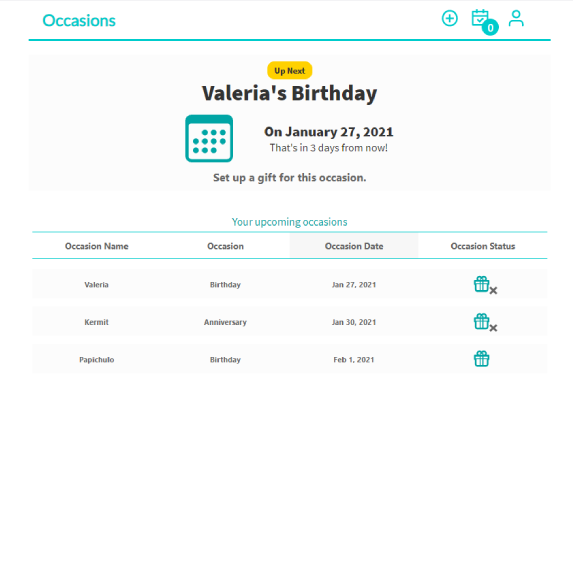 Occasions
0
Up Next
Valeria's Birthday
On January 27, 2021
That's in 3 days from now!
Set up a gift for this occasion.
Your upcoming occasions
Occasion Name Occasion Occasion Date Occasion Status
Valeria Birthday Jan 27, 2021
Kermit Anniversary Jan 30, 2021
Papichulo Birthday Feb 1, 2021